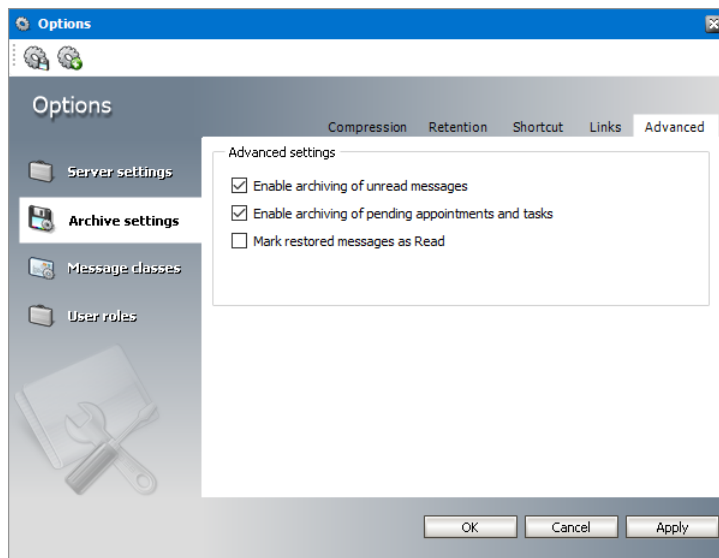 Options
Options
Compression Retention Shortcut Links Advanced
Server settings
Archive settings
Message classes
User roles
Advanced settings
Enable archiving of unread messages
Enable archiving of pending appointments and tasks
Mark restored messages as Read
OK Cancel Apply